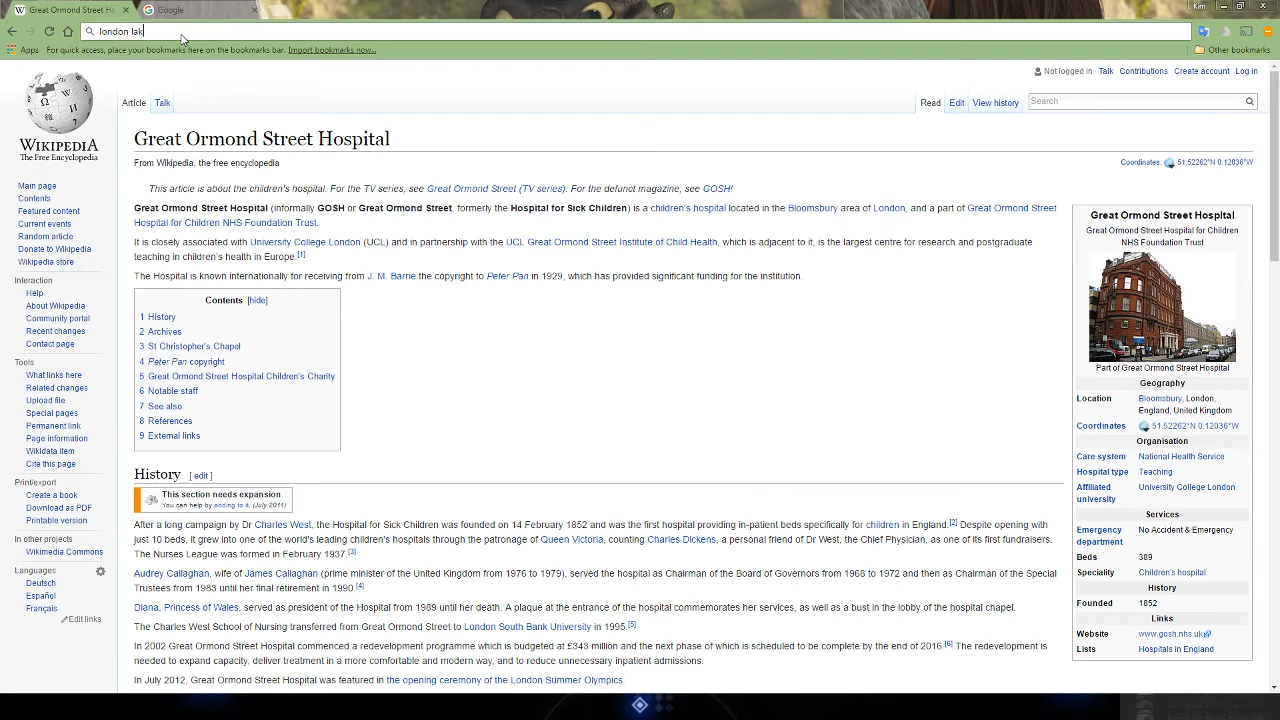 Great Ormond Street Ho
Google
Kim
london lak
Apps For quick access, place your bookmarks here on the bookmarks bar. Import bookmarks now...
Other bookmarks
Not logged in Talk Contributions Create account Log in
Article Talk
Read Edit View history
Search
WIKIPEDIA
The Free Encyclopedia
Main page
Contents
Featured content
Current events
Random article
Donate to Wikipedia
Wikipedia store
Interaction
Help
About Wikipedia
Community portal
Recent changes
Contact page
Tools
What links here
Related changes
Upload file
Special pages
Permanent link
Page information
Wikidata item
Cite this page
Print/export
Create a book
Download as PDF
Printable version
In other projects
Wikimedia Commons
Languages
Deutsch
Español
Français
Edit links
Great Ormond Street Hospital
From Wikipedia, the free encyclopedia
Coordinates: 51.52262°N 0.12036°W
This article is about the children's hospital. For the TV series, see Great Ormond Street (TV series). For the defunct magazine, see GOSH!
Great Ormond Street Hospital (informally GOSH or Great Ormond Street, formerly the Hospital for Sick Children) is a children's hospital located in the Bloomsbury area of London, and a part of Great Ormond Street
Hospital for Children NHS Foundation Trust.
It is closely associated with University College London (UCL) and in partnership with the UCL Great Ormond Street Institute of Child Health, which is adjacent to it, is the largest centre for research and postgraduate
teaching in children's health in Europe.[1]
The Hospital is known internationally for receiving from J. M. Barrie the copyright to Peter Pan in 1929, which has provided significant funding for the institution.
Contents [hide]
1 History
2 Archives
3 St Christopher's Chapel
4 Peter Pan copyright
5 Great Ormond Street Hospital Children's Charity
6 Notable staff
7 See also
8 References
9 External links
History [ edit ]
This section needs expansion.
You can help by adding to it. (July 2011)
After a long campaign by Dr Charles West, the Hospital for Sick Children was founded on 14 February 1852 and was the first hospital providing in-patient beds specifically for children in England.[2] Despite opening with
just 10 beds, it grew into one of the world's leading children's hospitals through the patronage of Queen Victoria, counting Charles Dickens, a personal friend of Dr West, the Chief Physician, as one of its first fundraisers.
The Nurses League was formed in February 1937.[3]
Audrey Callaghan, wife of James Callaghan (prime minister of the United Kingdom from 1976 to 1979), served the hospital as Chairman of the Board of Governors from 1968 to 1972 and then as Chairman of the Special
Trustees from 1983 until her final retirement in 1990.[4]
Diana, Princess of Wales, served as president of the Hospital from 1989 until her death. A plaque at the entrance of the hospital commemorates her services, as well as a bust in the lobby of the hospital chapel.
The Charles West School of Nursing transferred from Great Ormond Street to London South Bank University in 1995.[5]
In 2002 Great Ormond Street Hospital commenced a redevelopment programme which is budgeted at £343 million and the next phase of which is scheduled to be complete by the end of 2016 [6] The redevelopment is
needed to expand capacity, deliver treatment in a more comfortable and modern way, and to reduce unnecessary inpatient admissions.
In July 2012, Great Ormond Street Hospital was featured in the opening ceremony of the London Summer Olympics.
Great Ormond Street Hospital
Great Ormond Street Hospital for Children
NHS Foundation Trust
Part of Great Ormond Street Hospital
Geography
Location Bloomsbury, London,
England, United Kingdom
Coordinates 51.52262°N 0.12036°W
Organisation
Care system National Health Service
Hospital type Teaching
Affiliated University College London
university
Services
Emergency No Accident & Emergency
department
Beds 389
Speciality Children's hospital
History
Founded 1852
Links
Website www.gosh.nhs.uk
Lists Hospitals in England